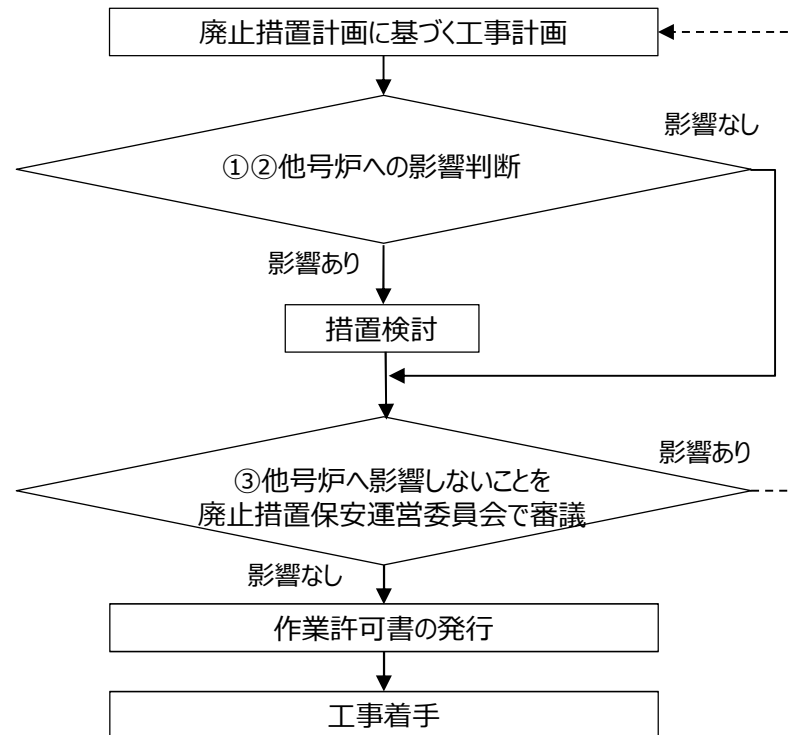 廃止措置計画に基づく工事計画
影響なし
①②他号炉への影響判断
影響あり
措置検討
影響あり
③他号炉へ影響しないことを
廃止措置保安運営委員会で審議
影響なし
作業許可書の発行
工事着手